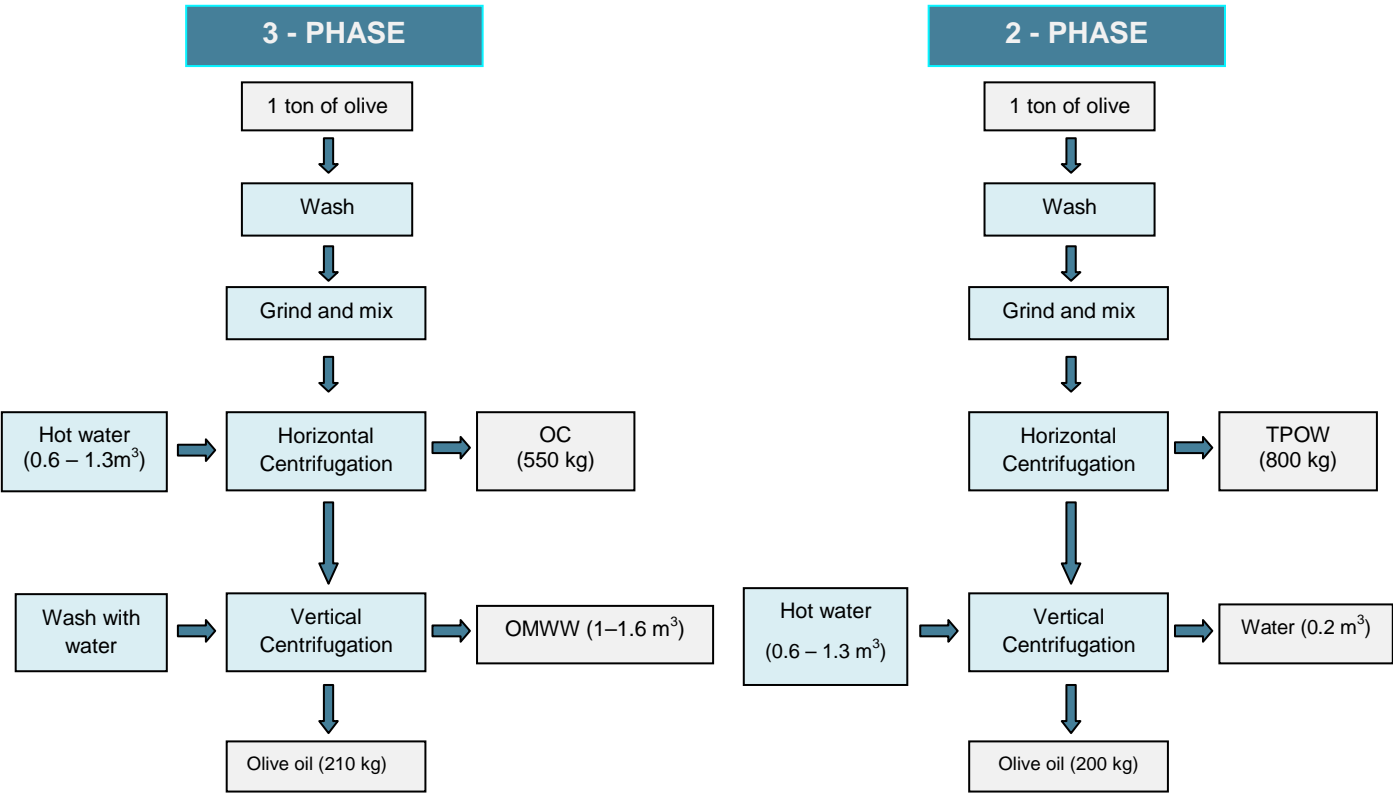 3 - PHASE
1 ton of olive
Wash
Grind and mix
Hot water
(0.6 – 1.3m³)
Horizontal
Centrifugation
OC
(550 kg)
Wash with
water
Vertical
Centrifugation
OMWW (1–1.6 m³)
Olive oil (210 kg)
2 - PHASE
1 ton of olive
Wash
Grind and mix
Horizontal
Centrifugation
TPOW
(800 kg)
Hot water
(0.6 – 1.3 m³)
Vertical
Centrifugation
Water (0.2 m³)
Olive oil (200 kg)